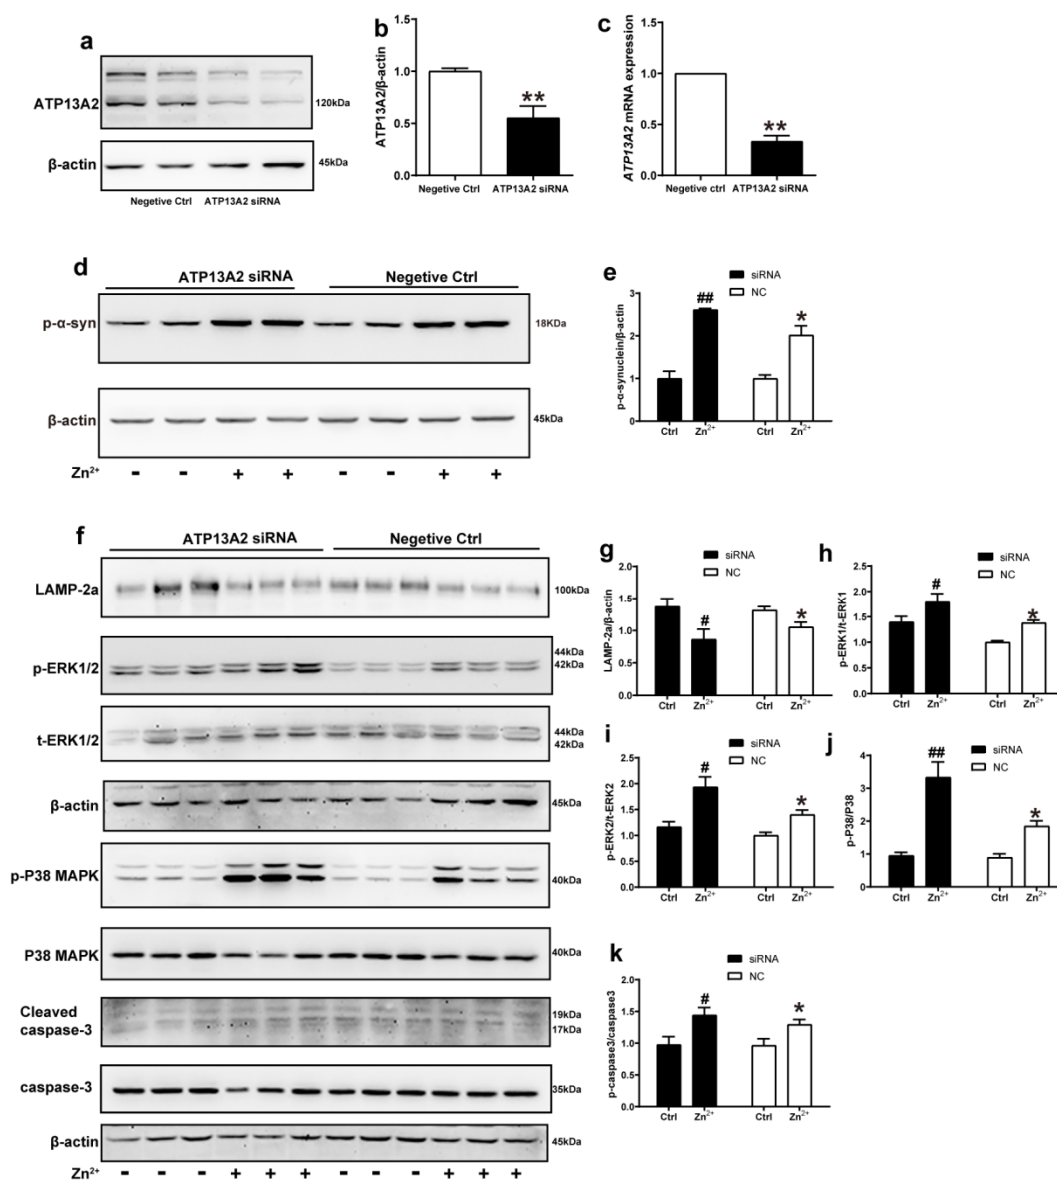 a
ATP13A2
120kDa
β-actin
45kDa
Negetive Ctrl ATP13A2 siRNA
b
ATP13A2/β-actin
1.5
1.0
0.5
0.0
**
Negetive Ctrl ATP13A2 siRNA
c
ATP13A2 mRNA expression
1.5
1.0
0.5
0.0
**
Negetive ctrl ATP13A2 siRNA
d
ATP13A2 siRNA Negetive Ctrl
p-α-syn
18KDa
β-actin
45kDa
Zn2+ - - + + - - + +
e
siRNA
NC
p-α-synuclein/β-actin
3
2
1
0
##
*
Ctrl Zn2+ Ctrl Zn2+
f
ATP13A2 siRNA Negetive Ctrl
LAMP-2a
100kDa
p-ERK1/2
44kDa
42kDa
t-ERK1/2
44kDa
42kDa
β-actin
45kDa
p-P38 MAPK
40kDa
P38 MAPK
40kDa
Cleaved
caspase-3
19kDa
17kDa
caspase-3
35kDa
β-actin
45kDa
Zn2+ - - - + + + - - - + + +
g
siRNA
NC
LAMP-2a/β-actin
2.0
1.5
1.0
0.5
0.0
#
*
Ctrl Zn2+ Ctrl Zn2+
h
siRNA
NC
p-ERK1/t-ERK1
2.5
2.0
1.5
1.0
0.5
0.0
#
*
Ctrl Zn2+ Ctrl Zn2+
i
siRNA
NC
p-ERK2/t-ERK2
2.5
2.0
1.5
1.0
0.5
0.0
#
*
Ctrl Zn2+ Ctrl Zn2+
j
siRNA
NC
p-P38/P38
4
3
2
1
0
##
*
Ctrl Zn2+ Ctrl Zn2+
k
siRNA
NC
p-caspase3/caspase3
2.0
1.5
1.0
0.5
0.0
#
*
Ctrl Zn2+ Ctrl Zn2+